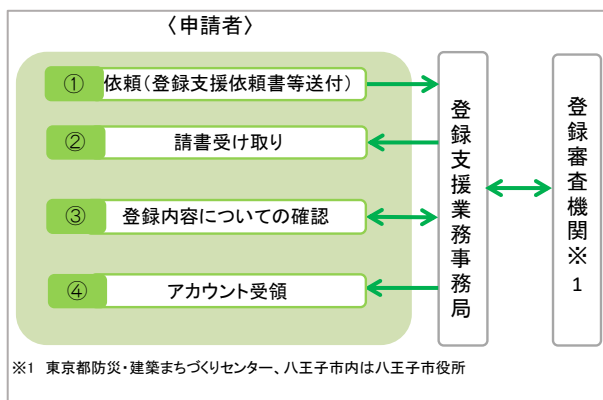 〈申請者〉
① 依頼(登録支援依頼書等送付)
② 請書受け取り
③ 登録内容についての確認
④ アカウント受領
登録支援業務事務局
登録審査機関※1
※1 東京都防災・建築まちづくりセンター、八王子市内は八王子市役所